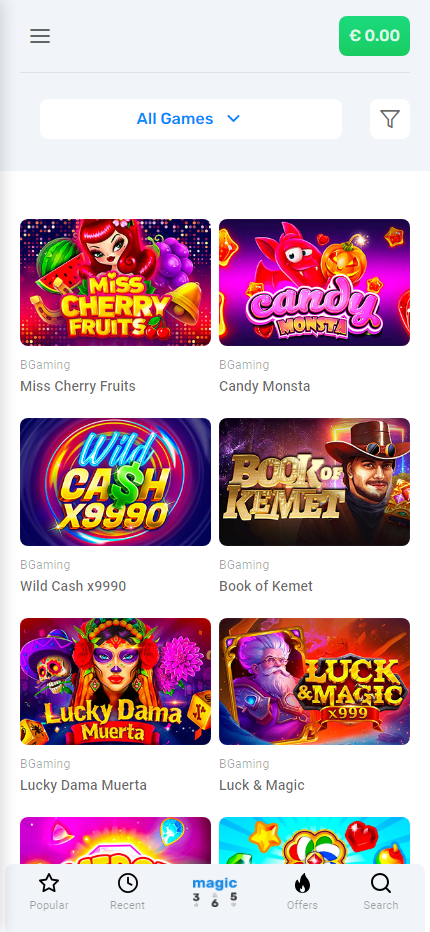 € 0.00
All Games
MiSS
CHERRY
FRUITS
candy
MONSTA
BGaming
BGaming
Miss Cherry Fruits
Candy Monsta
Wild
CA$H
X9990
BOOK OF
KEMET
BGaming
BGaming
Wild Cash x9990
Book of Kemet
Lucky Dama
Muerta
LUCK
& MAGIC
x999
BGaming
BGaming
Lucky Dama Muerta
Luck & Magic
magic
3 6 5
Popular
Recent
Offers
Search